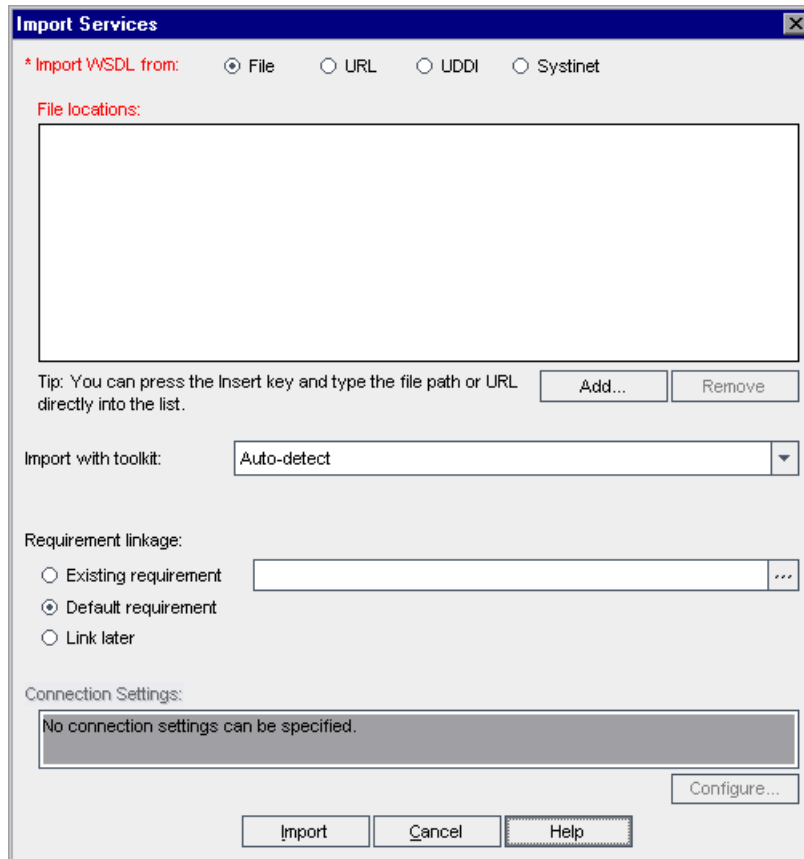 Import Services
* Import WSDL from: File URL UDDI Systinet
File locations:
Tip: You can press the Insert key and type the file path or URL
directly into the list.
Add... Remove
Import with toolkit: Auto-detect
Requirement linkage:
Existing requirement ...
Default requirement
Link later
Connection Settings:
No connection settings can be specified.
Configure...
Import Cancel Help